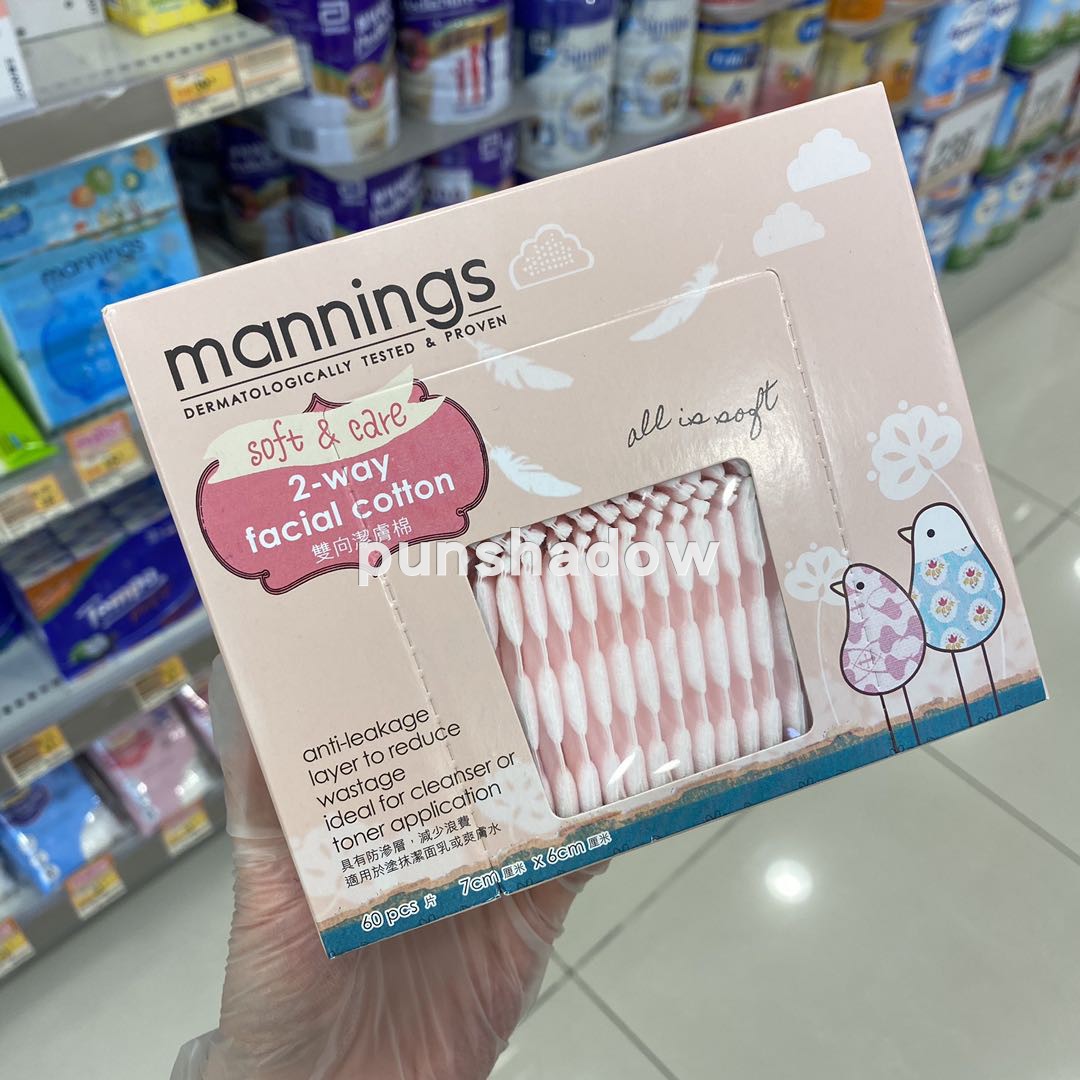 mannings
DERMATOLOGICALLY TESTED & PROVEN
soft & care
2-way
facial cotton
雙向潔膚棉
all is soft
punshadow
anti-leakage
layer to reduce
wastage
ideal for cleanser or
toner application
具有防滲層，減少浪費
適用於塗抹潔面乳或爽膚水
60 pcs 片 7cm 厘米 x 6cm 厘米
mannings
Tempo